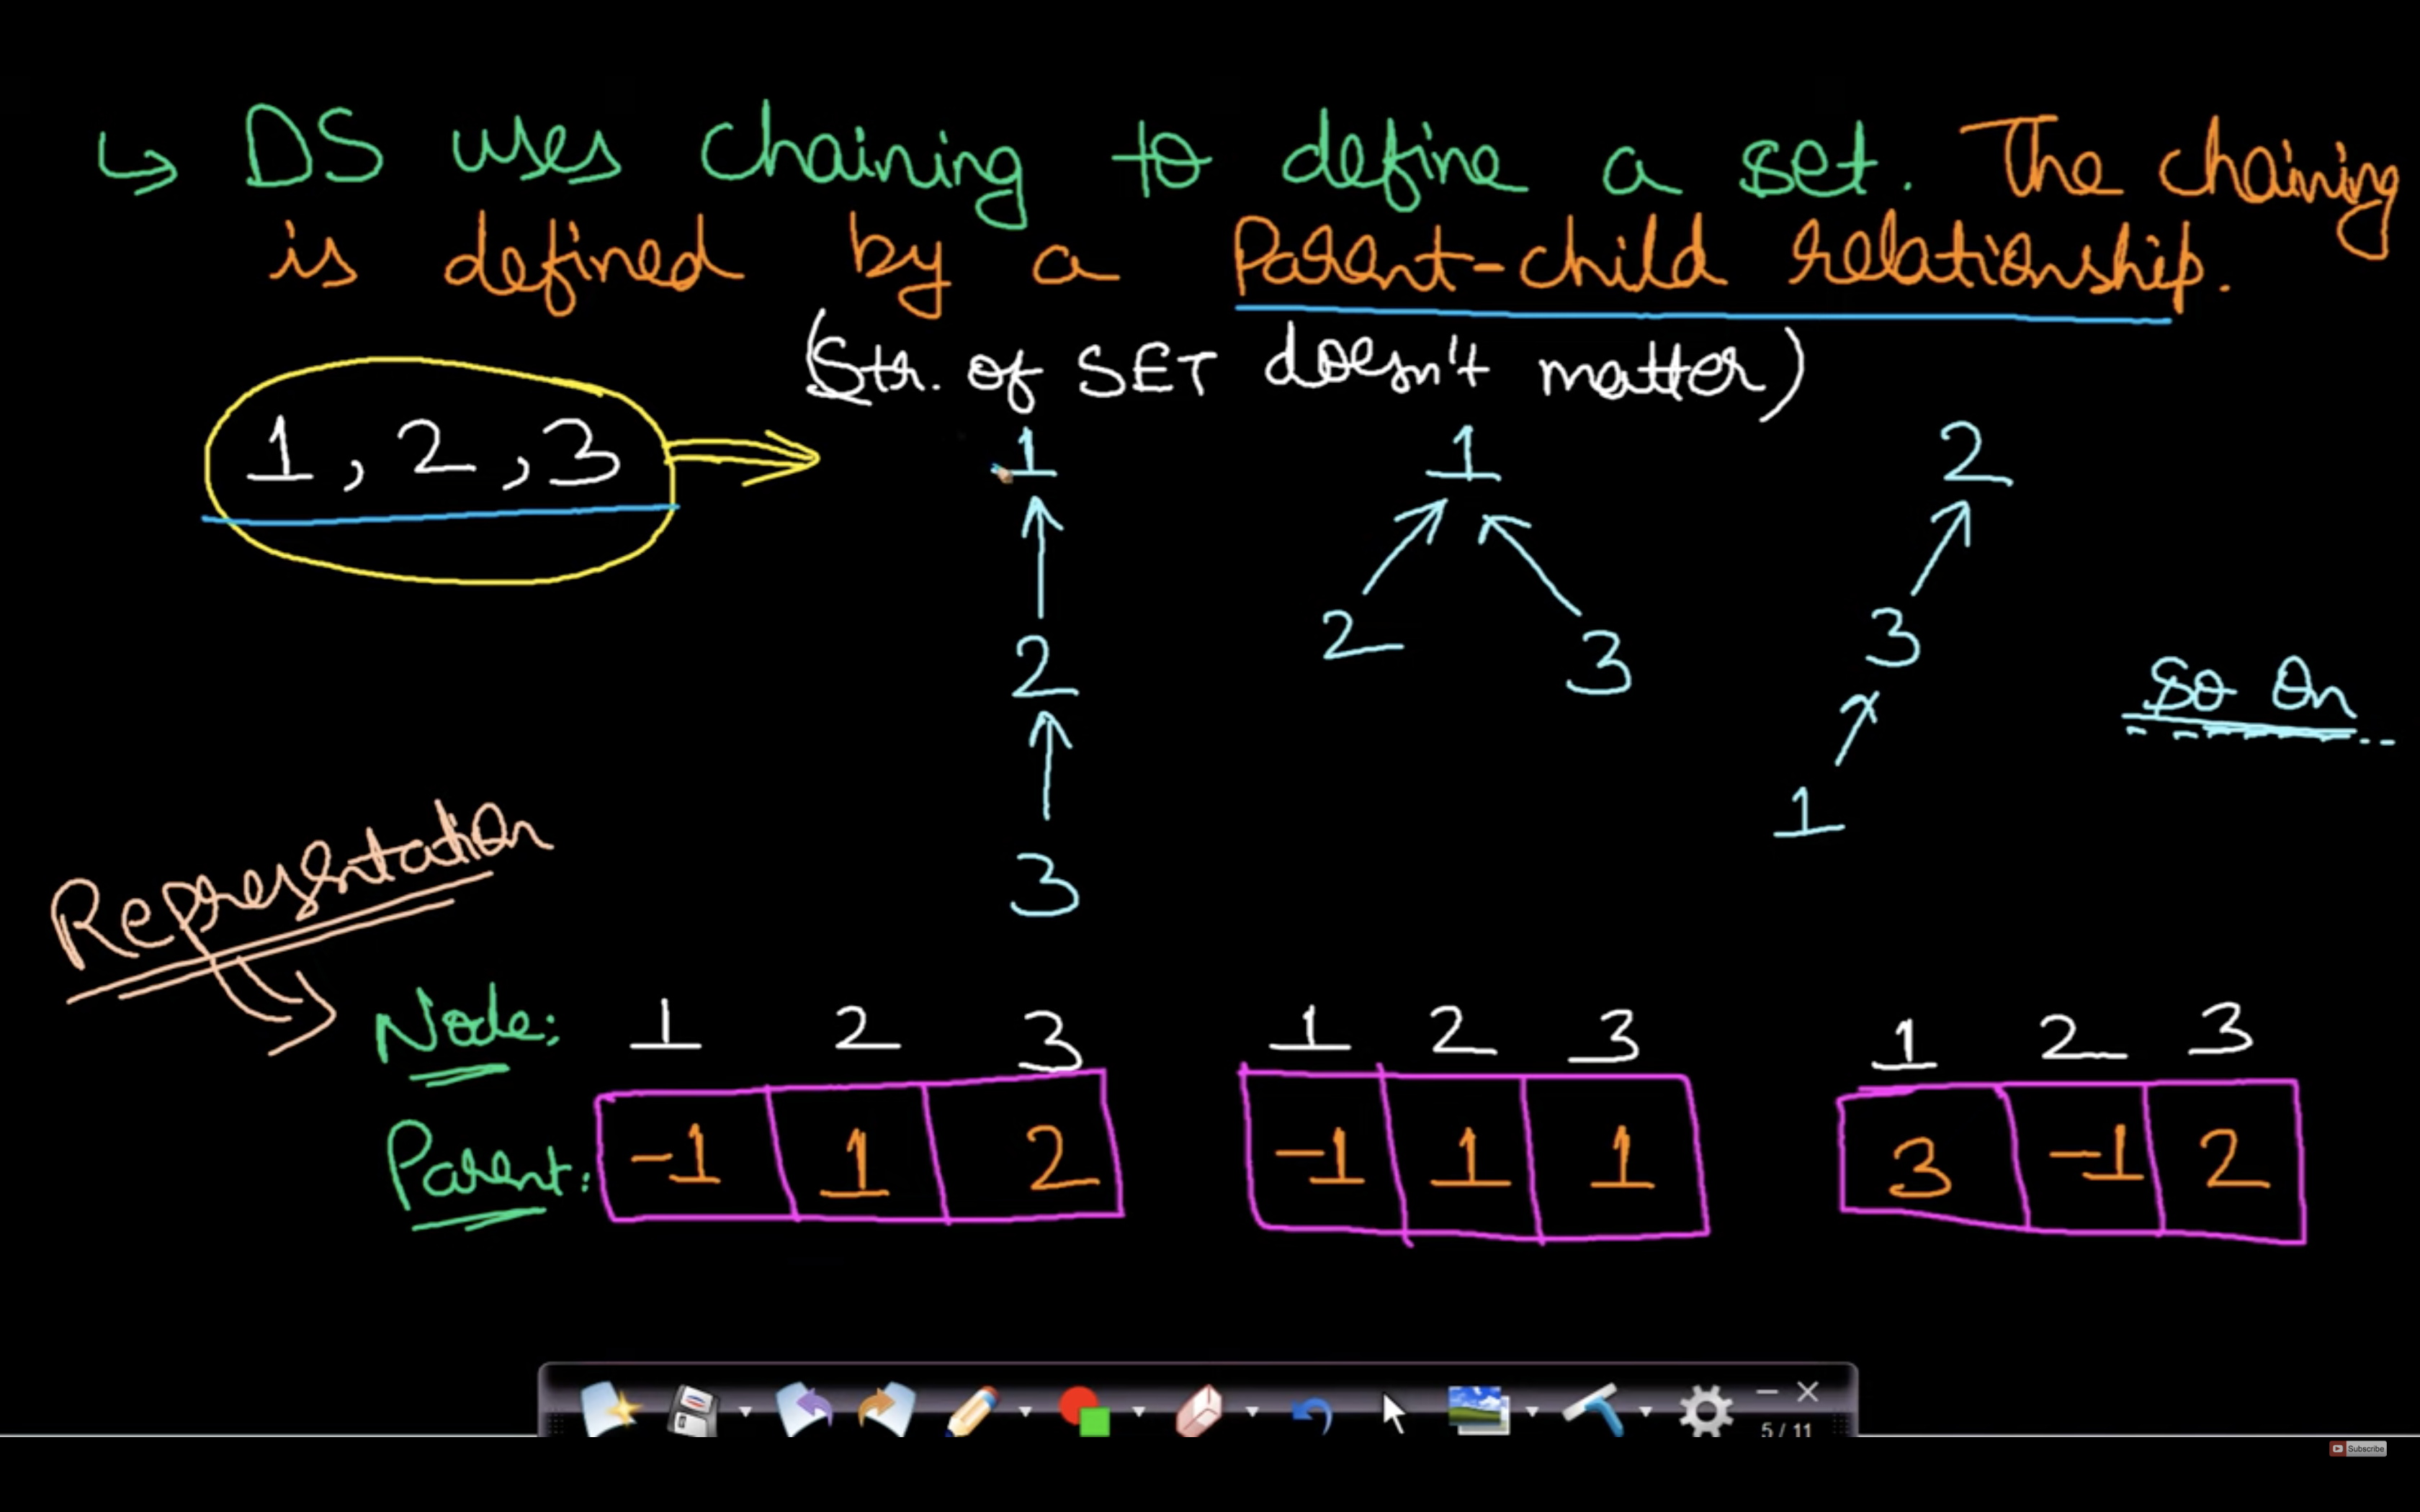 DS uses chaining to define a set. The chaining
is defined by a Parent-child relationship.
(Str. of SET doesn't matter)
1, 2, 3
1 1 2
2 2 3 3
So On
1
3
Representation
Node: 1 2 3 1 2 3 1 2 3
Parent: -1 1 2 -1 1 1 3 -1 2
5 / 11
Subscribe